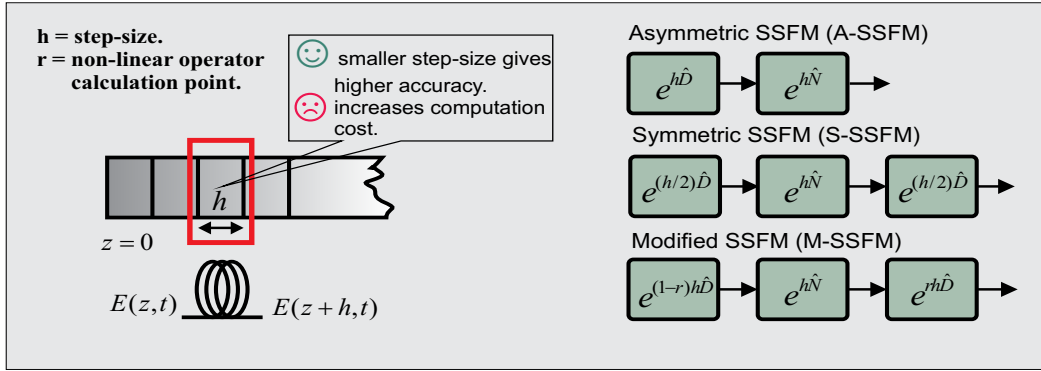 h = step-size.
r = non-linear operator
calculation point.
smaller step-size gives
higher accuracy.
increases computation
cost.
h
z = 0
E(z,t)
E(z + h,t)
Asymmetric SSFM (A-SSFM)
e^{hD̂} e^{hN̂}
Symmetric SSFM (S-SSFM)
e^{(h/2)D̂} e^{hN̂} e^{(h/2)D̂}
Modified SSFM (M-SSFM)
e^{(1−r)hD̂} e^{hN̂} e^{rhD̂}